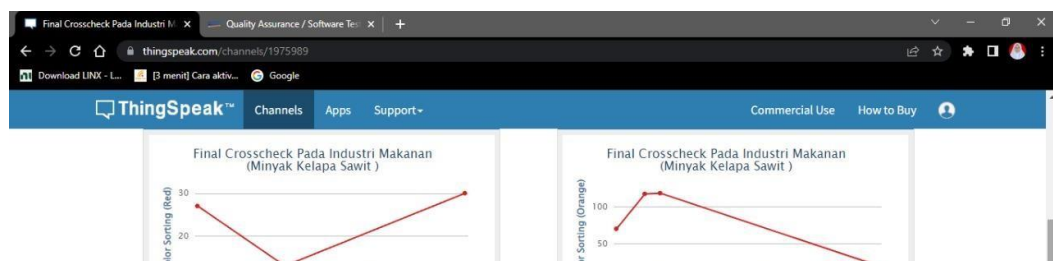 Final Crosscheck Pada Industri M
Quality Assurance / Software Tes
thingspeak.com/channels/1975989
Download LINX - L...
[3 menit] Cara aktiv...
Google
ThingSpeak™
Channels
Apps
Support
Commercial Use
How to Buy
Final Crosscheck Pada Industri Makanan
(Minyak Kelapa Sawit )
30
20
lor Sorting (Red)
Final Crosscheck Pada Industri Makanan
(Minyak Kelapa Sawit )
100
50
r Sorting (Orange)